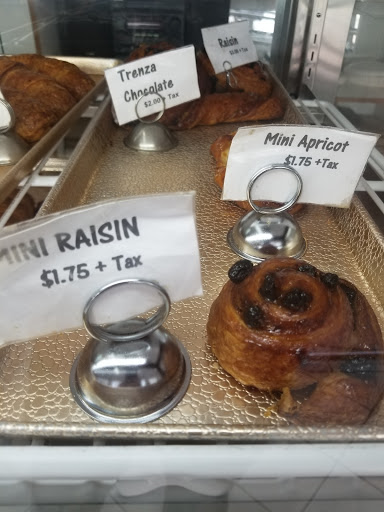 Raisin
Trenza
Chocolate
$2.00 + Tax
Mini Apricot
$1.75 +Tax
MINI RAISIN
$1.75 + Tax